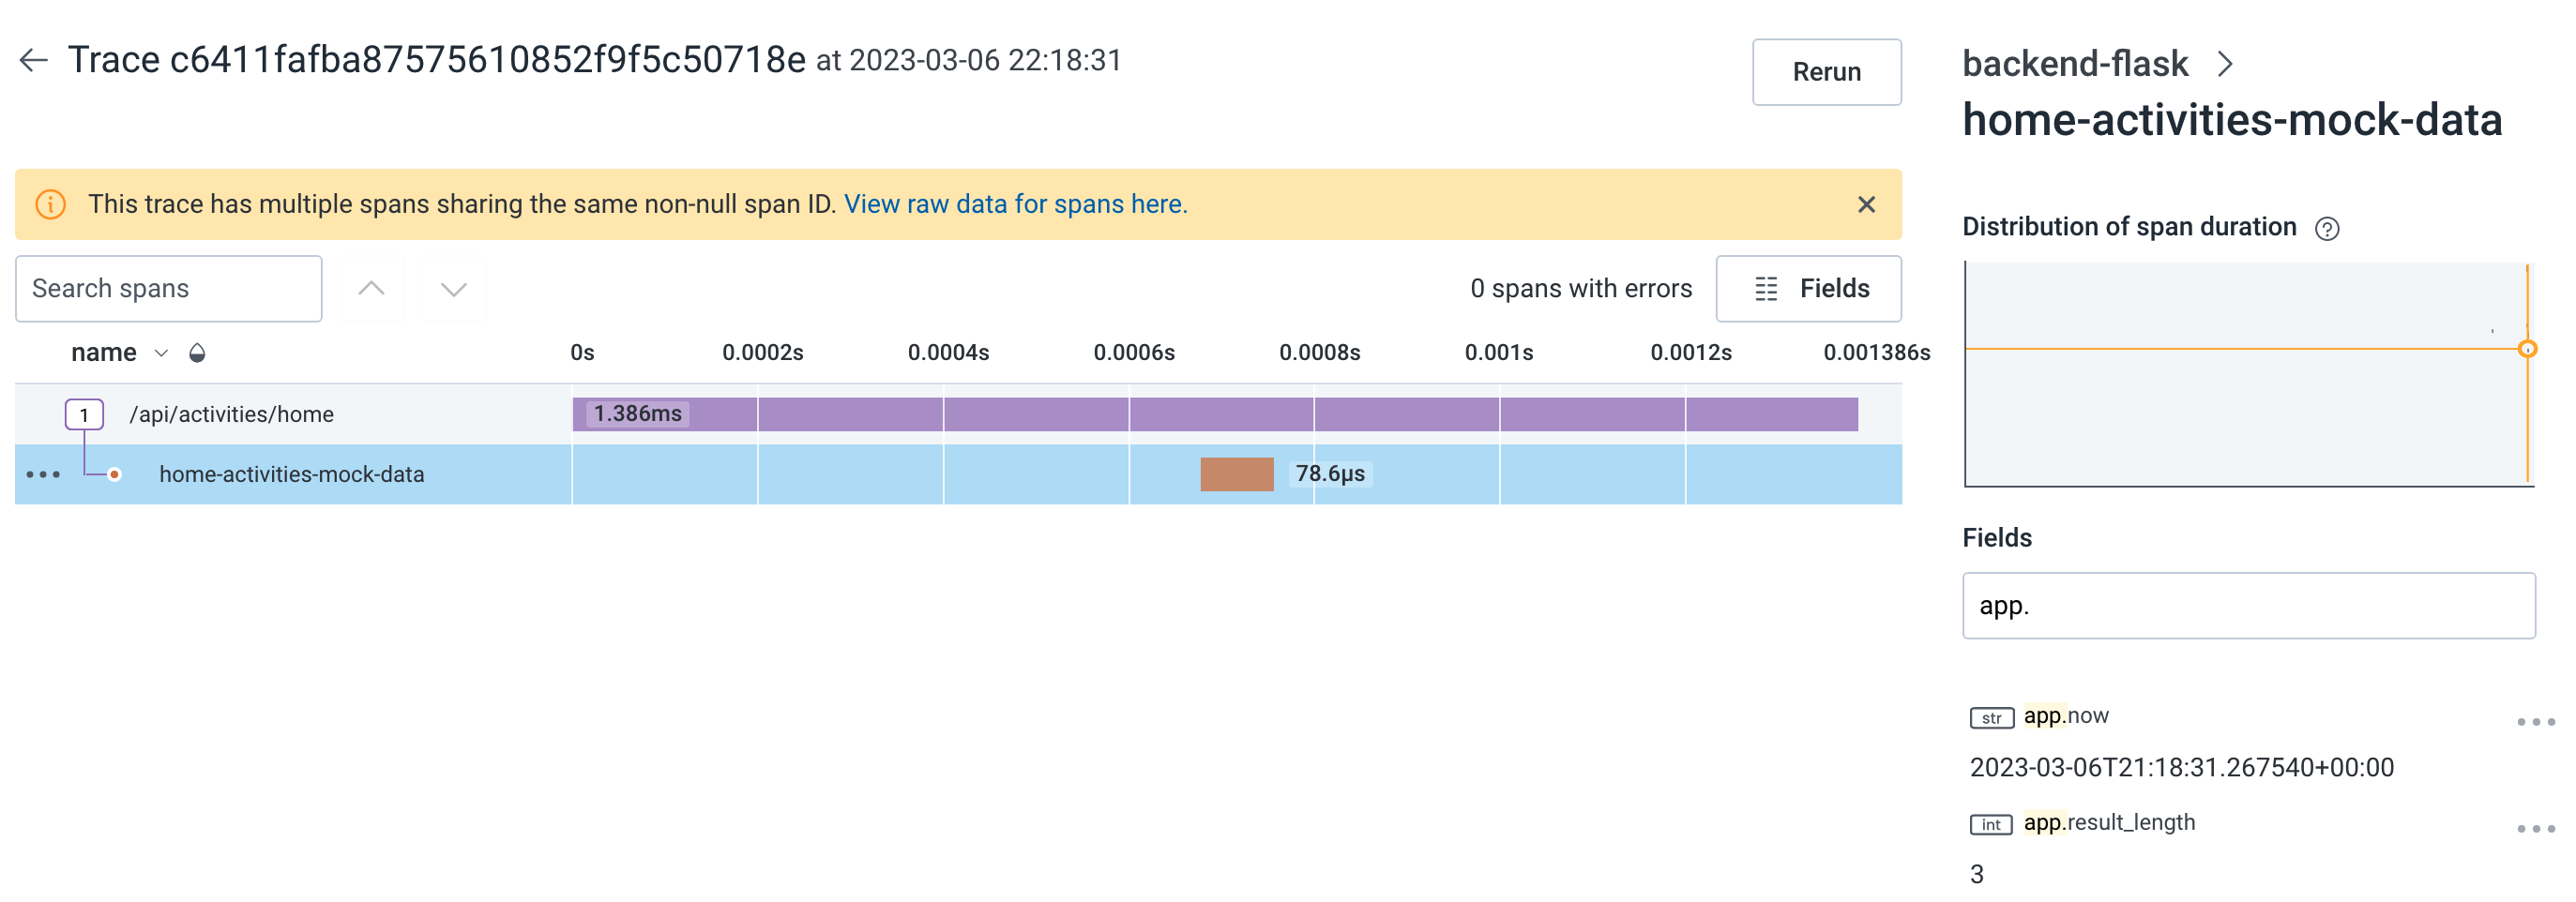 Trace c6411fafba87575610852f9f5c50718e at 2023-03-06 22:18:31
Rerun
This trace has multiple spans sharing the same non-null span ID. View raw data for spans here.
Search spans
0 spans with errors
Fields
name
0s 0.0002s 0.0004s 0.0006s 0.0008s 0.001s 0.0012s 0.001386s
1 /api/activities/home 1.386ms
home-activities-mock-data 78.6µs
backend-flask
home-activities-mock-data
Distribution of span duration
Fields
app.
str app.now
2023-03-06T21:18:31.267540+00:00
int app.result_length
3